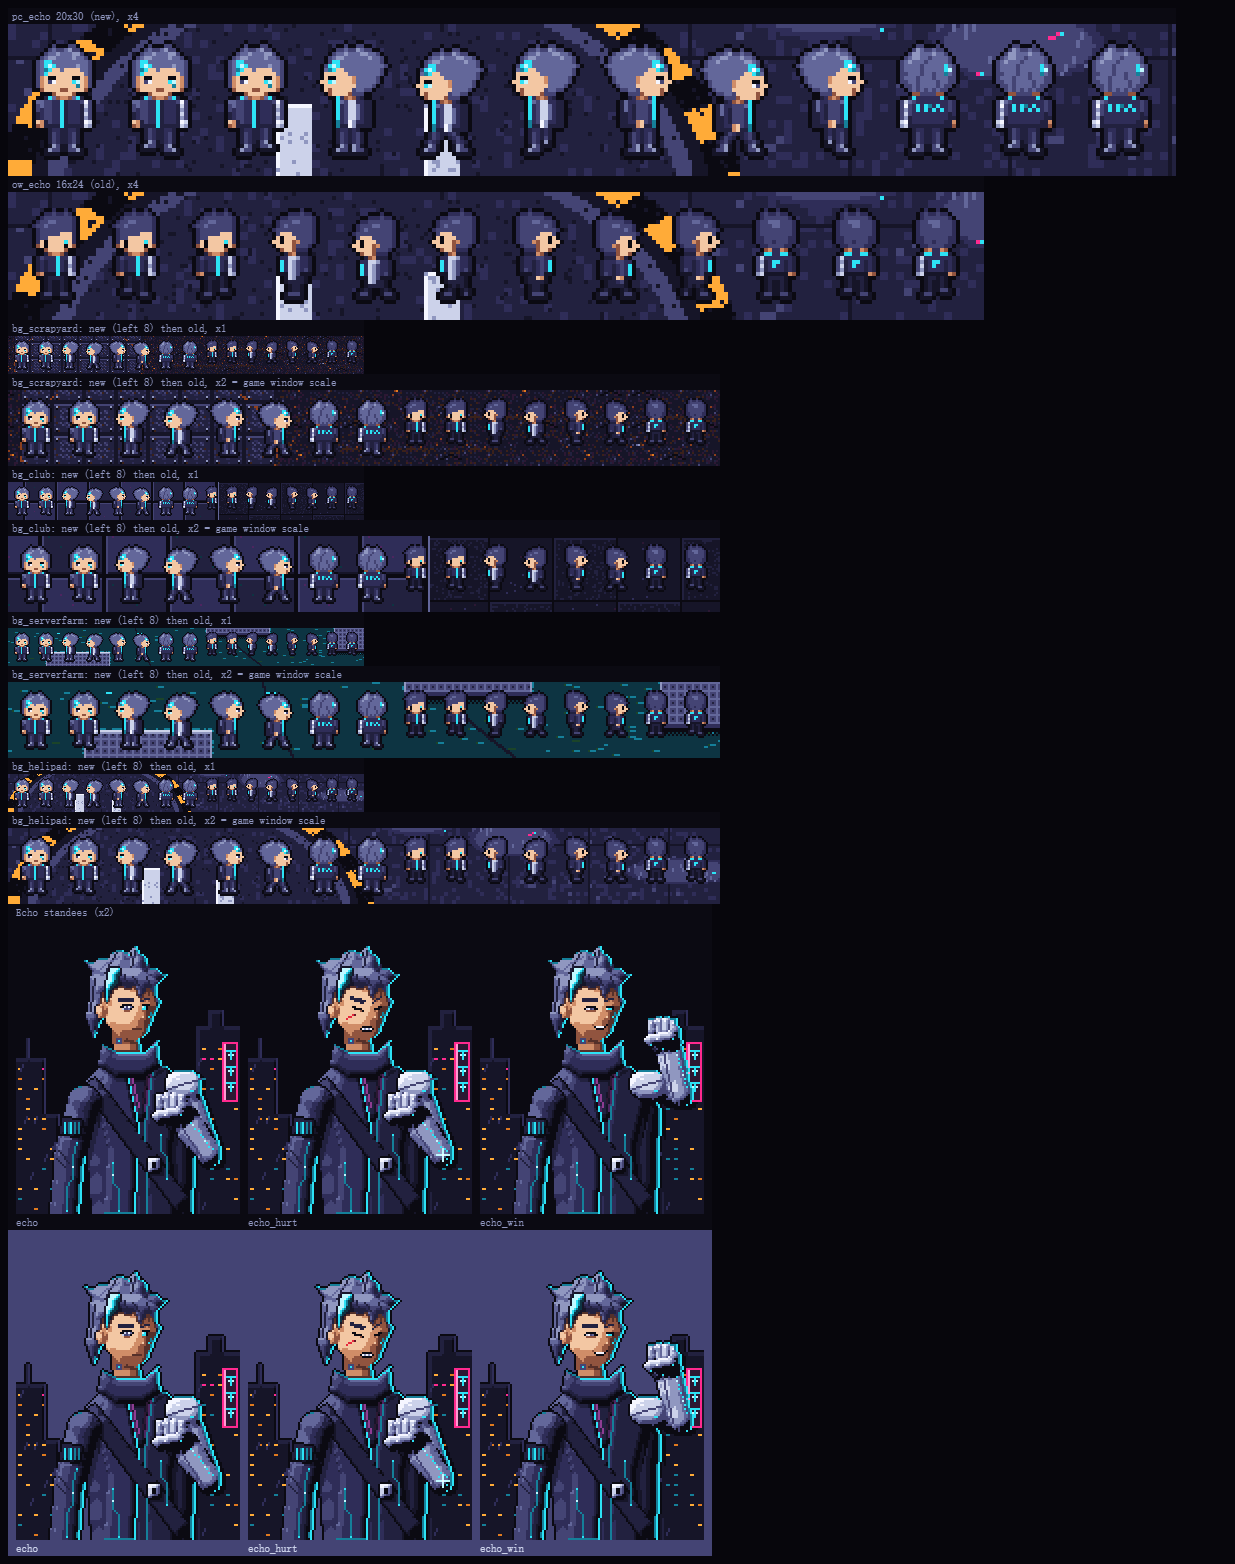 pc_echo 20x30 (new), x4
ow_echo 16x24 (old), x4
bg_scrapyard: new (left 8) then old, x1
bg_scrapyard: new (left 8) then old, x2 = game window scale
bg_club: new (left 8) then old, x1
bg_club: new (left 8) then old, x2 = game window scale
bg_serverfarm: new (left 8) then old, x1
bg_serverfarm: new (left 8) then old, x2 = game window scale
bg_helipad: new (left 8) then old, x1
bg_helipad: new (left 8) then old, x2 = game window scale
Echo standees (x2)
echo
echo_hurt
echo_win
echo
echo_hurt
echo_win